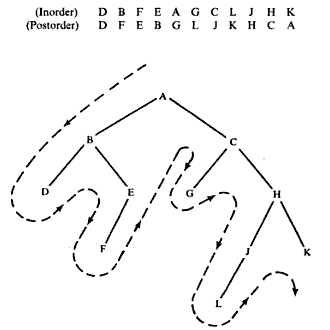 (Inorder) D B F E A G C L J H K
(Postorder) D F E B G L J K H C A
A
B C
D E G H
F J K
L